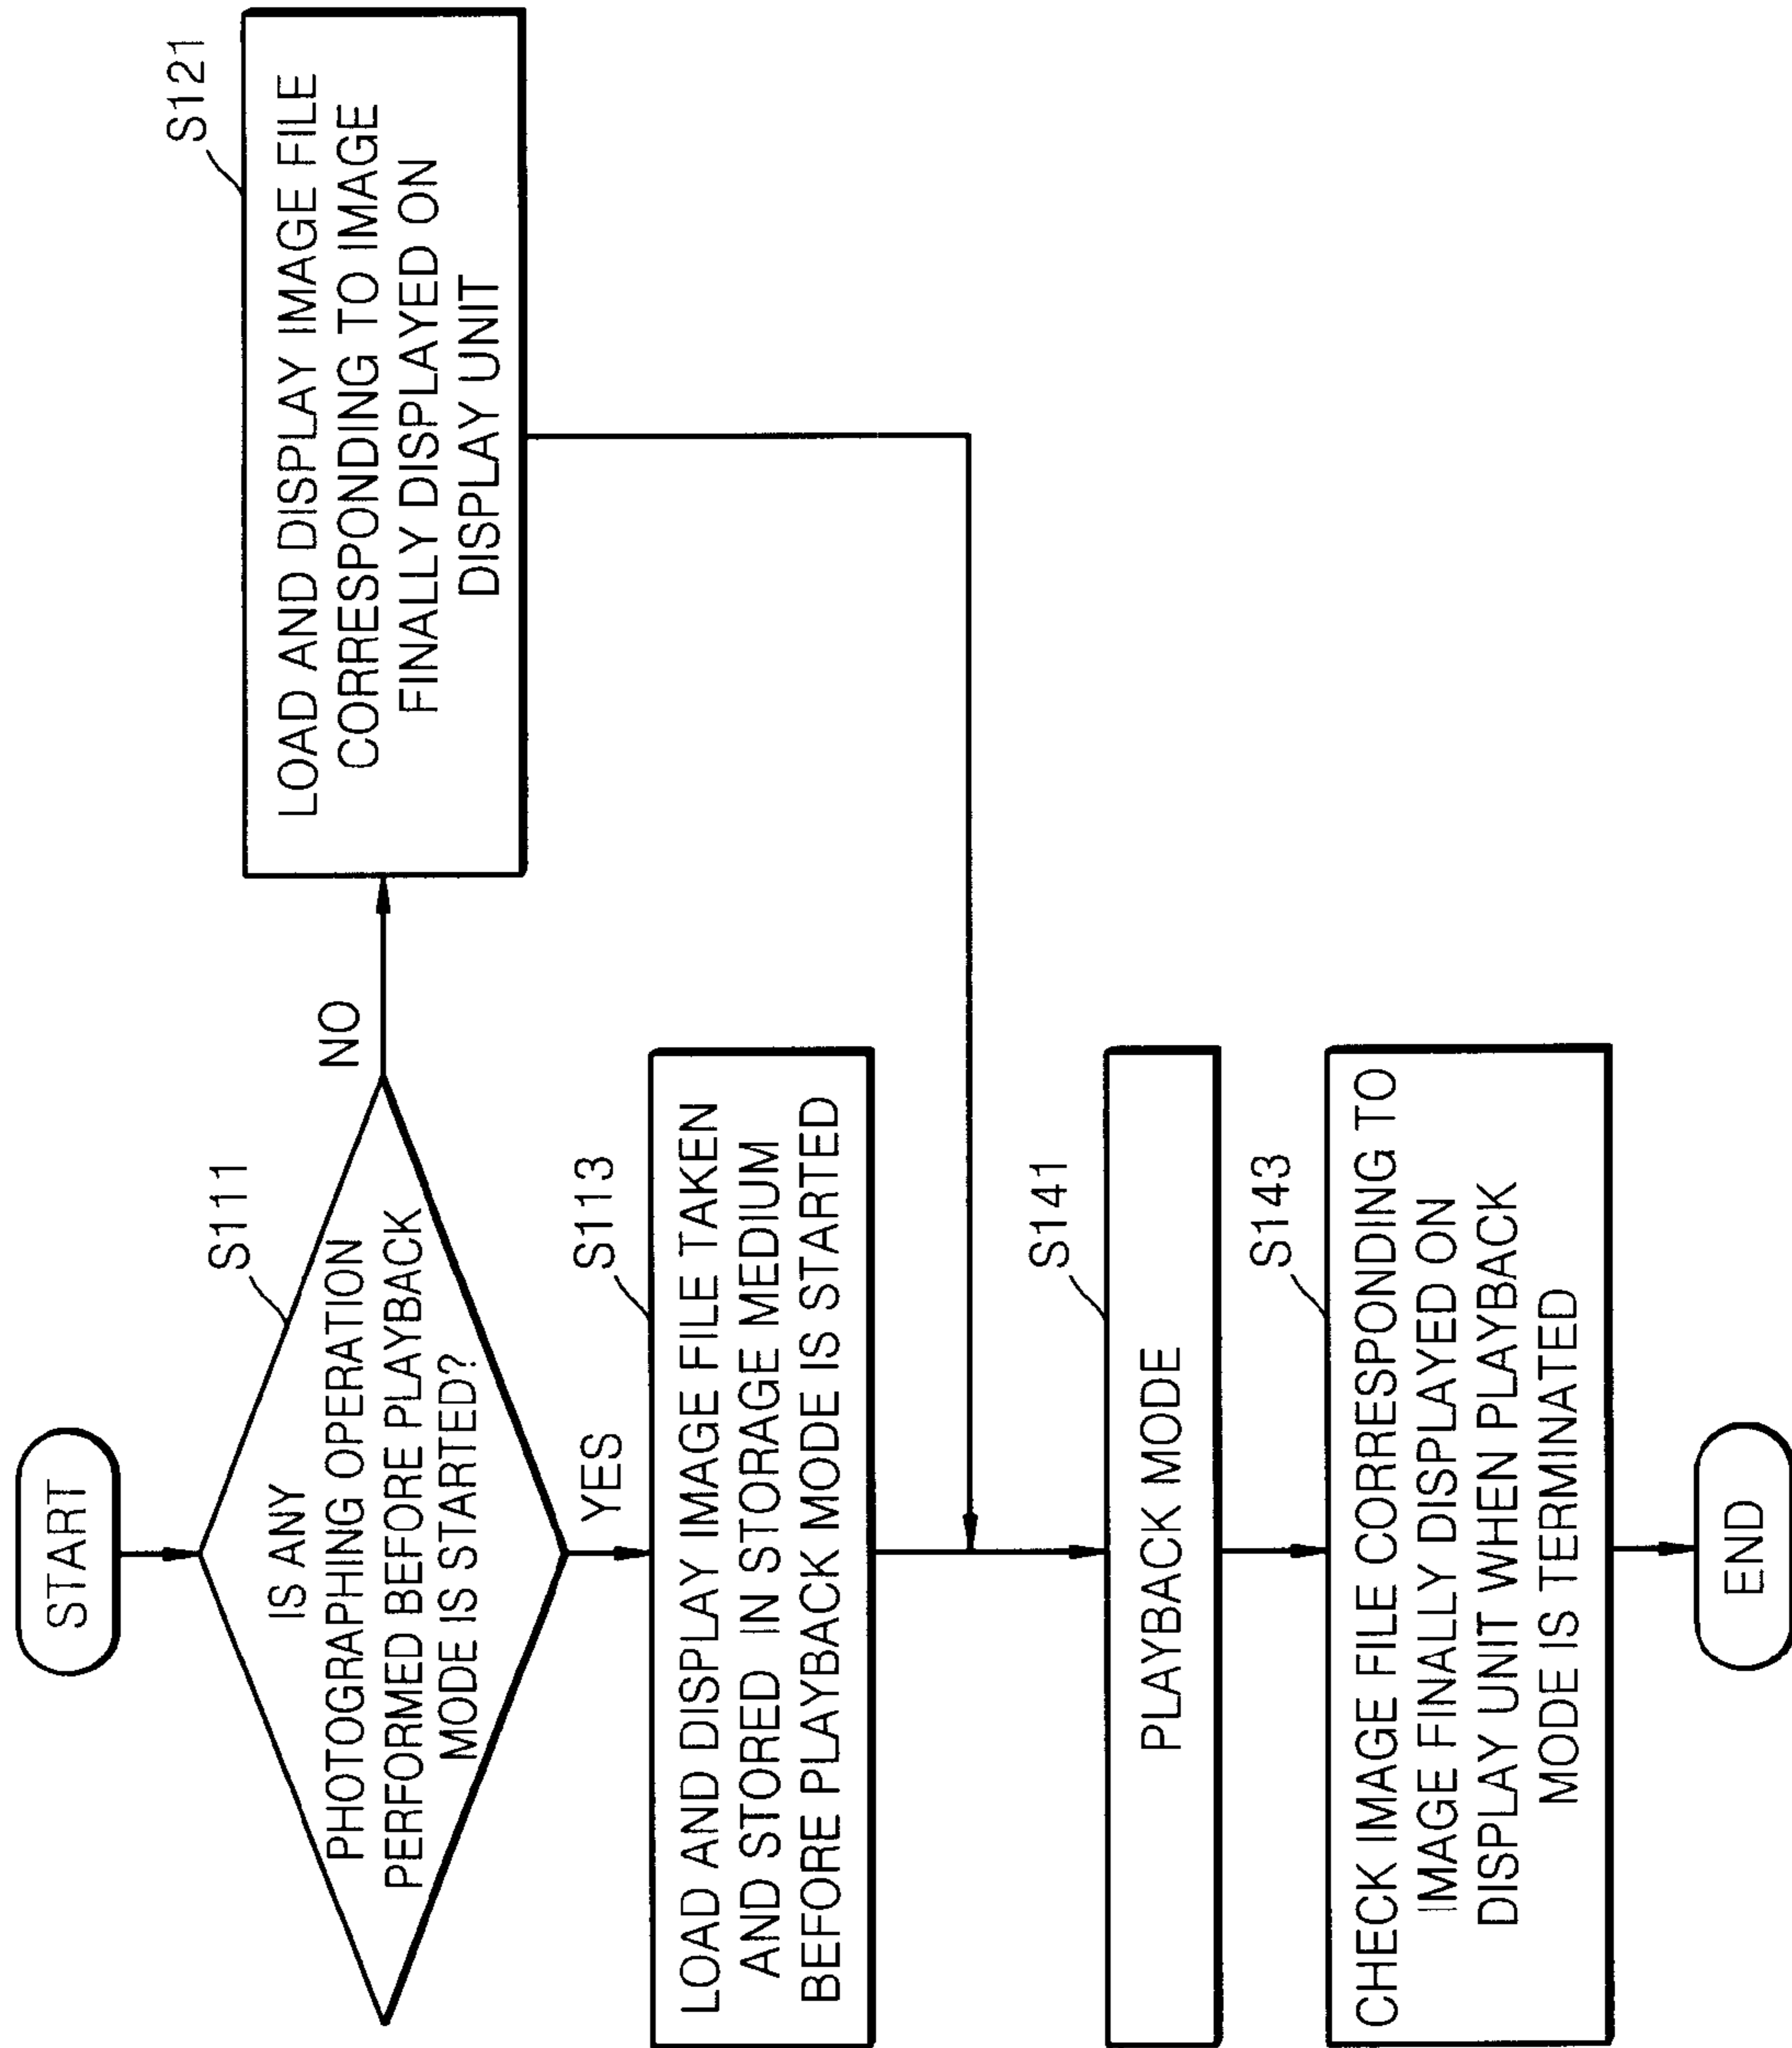 START
S111
IS ANY
PHOTOGRAPHING OPERATION
PERFORMED BEFORE PLAYBACK
MODE IS STARTED?
NO
S121
LOAD AND DISPLAY IMAGE FILE
CORRESPONDING TO IMAGE
FINALLY DISPLAYED ON
DISPLAY UNIT
YES
S113
LOAD AND DISPLAY IMAGE FILE TAKEN
AND STORED IN STORAGE MEDIUM
BEFORE PLAYBACK MODE IS STARTED
S141
PLAYBACK MODE
S143
CHECK IMAGE FILE CORRESPONDING TO
IMAGE FINALLY DISPLAYED ON
DISPLAY UNIT WHEN PLAYBACK
MODE IS TERMINATED
END